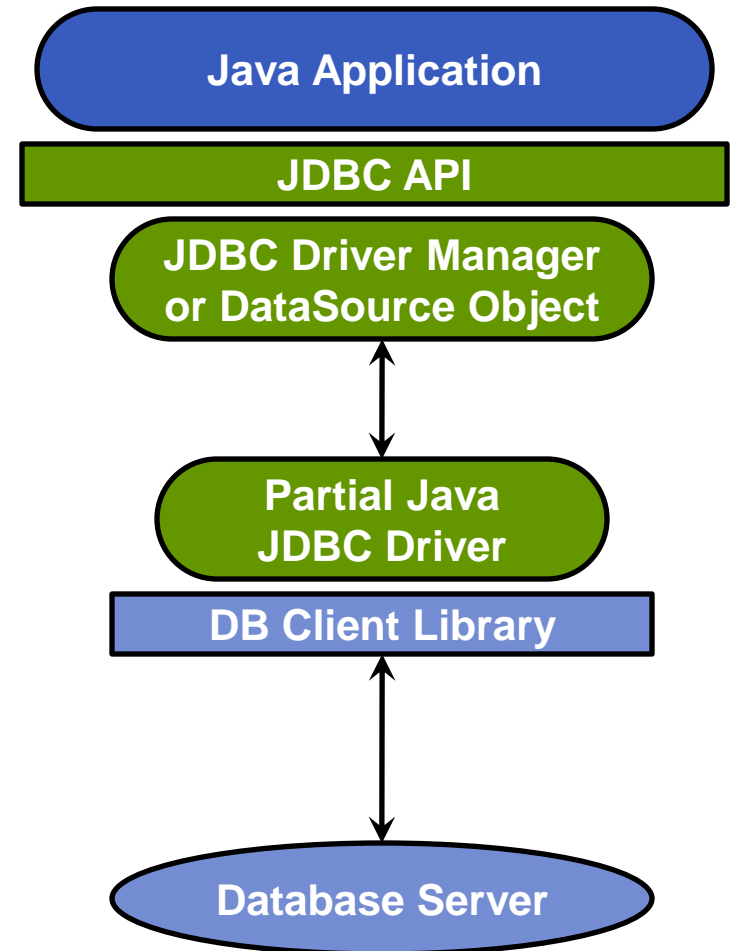 Java Application
JDBC API
JDBC Driver Manager
or DataSource Object
Partial Java
JDBC Driver
DB Client Library
Database Server